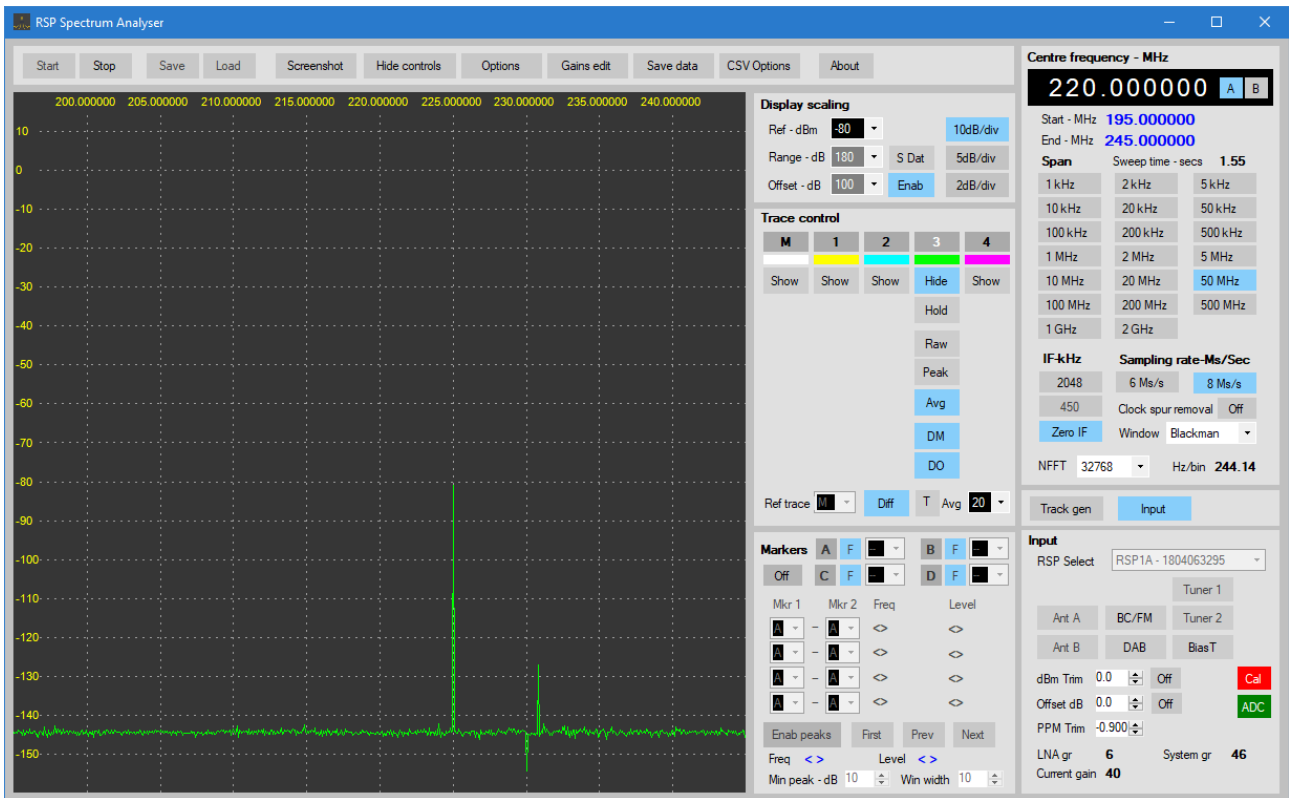 RSP Spectrum Analyser
Start Stop Save Load Screenshot Hide controls Options Gains edit Save data CSV Options About
200.000000 205.000000 210.000000 215.000000 220.000000 225.000000 230.000000 235.000000 240.000000
10
0
-10
-20
-30
-40
-50
-60
-70
-80
-90
-100
-110
-120
-130
-140
-150
Display scaling
Ref - dBm -80 10dB/div
Range - dB 180 S Dat 5dB/div
Offset - dB 100 Enab 2dB/div
Trace control
M 1 2 3 4
Show Show Show Hide Show
Hold
Raw
Peak
Avg
DM
DO
Ref trace M Diff T Avg 20
Markers A F -- B F --
Off C F -- D F --
Mkr 1 Mkr 2 Freq Level
A - A <> <>
A - A <> <>
A - A <> <>
A - A <> <>
Enab peaks First Prev Next
Freq < > Level < >
Min peak - dB 10 Win width 10
Centre frequency - MHz
220.000000 A B
Start - MHz 195.000000
End - MHz 245.000000
Span Sweep time - secs 1.55
1 kHz 2 kHz 5 kHz
10 kHz 20 kHz 50 kHz
100 kHz 200 kHz 500 kHz
1 MHz 2 MHz 5 MHz
10 MHz 20 MHz 50 MHz
100 MHz 200 MHz 500 MHz
1 GHz 2 GHz
IF-kHz Sampling rate-Ms/Sec
2048 6 Ms/s 8 Ms/s
450 Clock spur removal Off
Zero IF Window Blackman
NFFT 32768 Hz/bin 244.14
Track gen Input
Input
RSP Select RSP1A - 1804063295
Tuner 1
Ant A BC/FM Tuner 2
Ant B DAB BiasT
dBm Trim 0.0 Off Cal
Offset dB 0.0 Off ADC
PPM Trim -0.900
LNA gr 6 System gr 46
Current gain 40